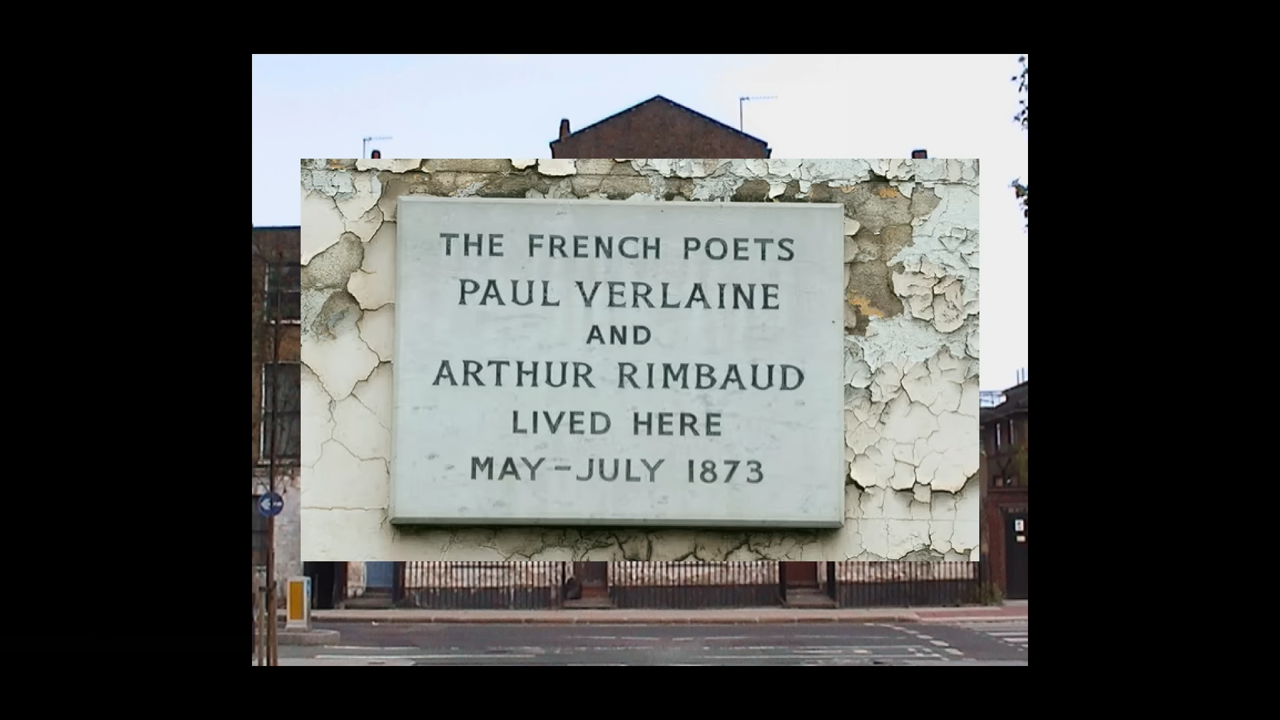 THE FRENCH POETS
PAUL VERLAINE
AND
ARTHUR RIMBAUD
LIVED HERE
MAY-JULY 1873